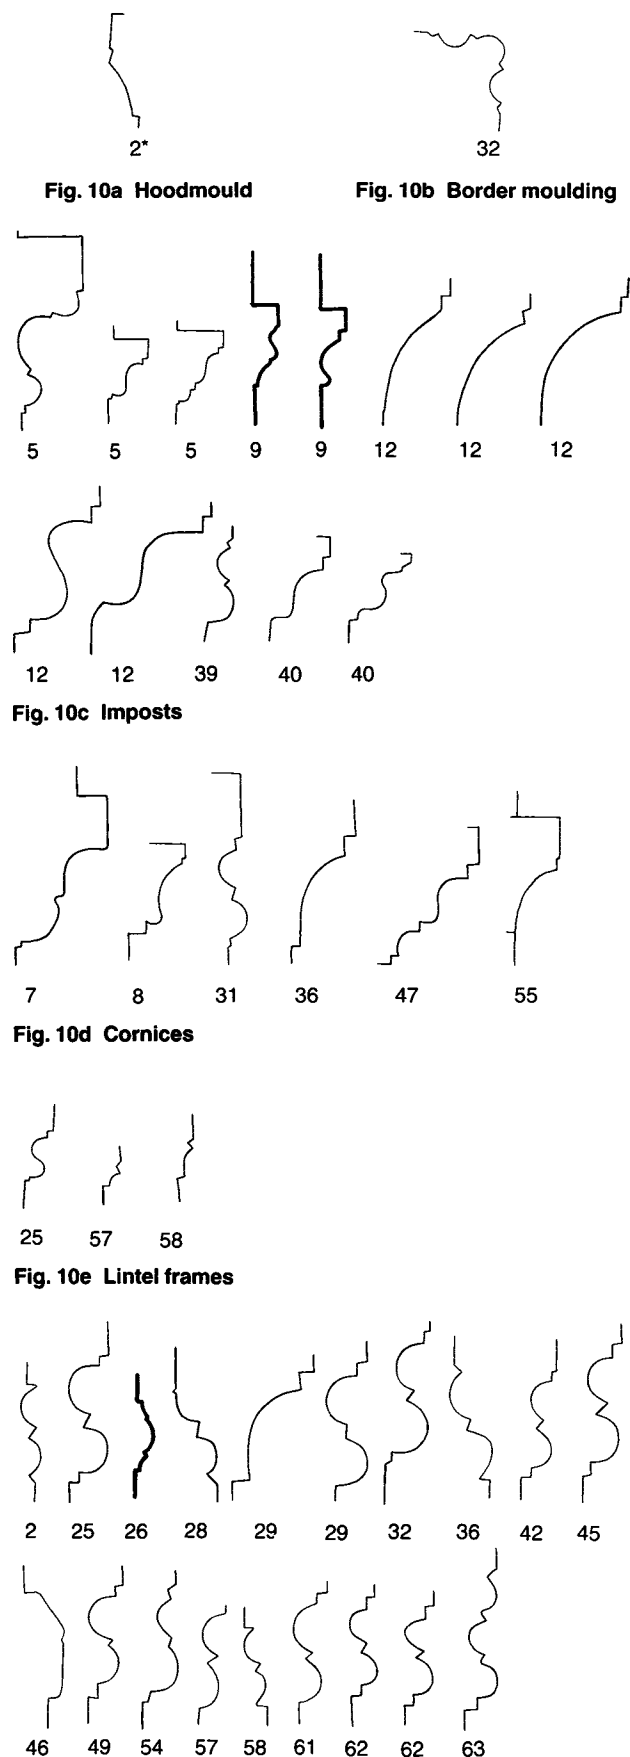 2* 32
Fig. 10a Hoodmould Fig. 10b Border moulding
5 5 5 9 9 12 12 12
12 12 39 40 40
Fig. 10c Imposts
7 8 31 36 47 55
Fig. 10d Cornices
25 57 58
Fig. 10e Lintel frames
2 25 26 28 29 29 32 36 42 45
46 49 54 57 58 61 62 62 63